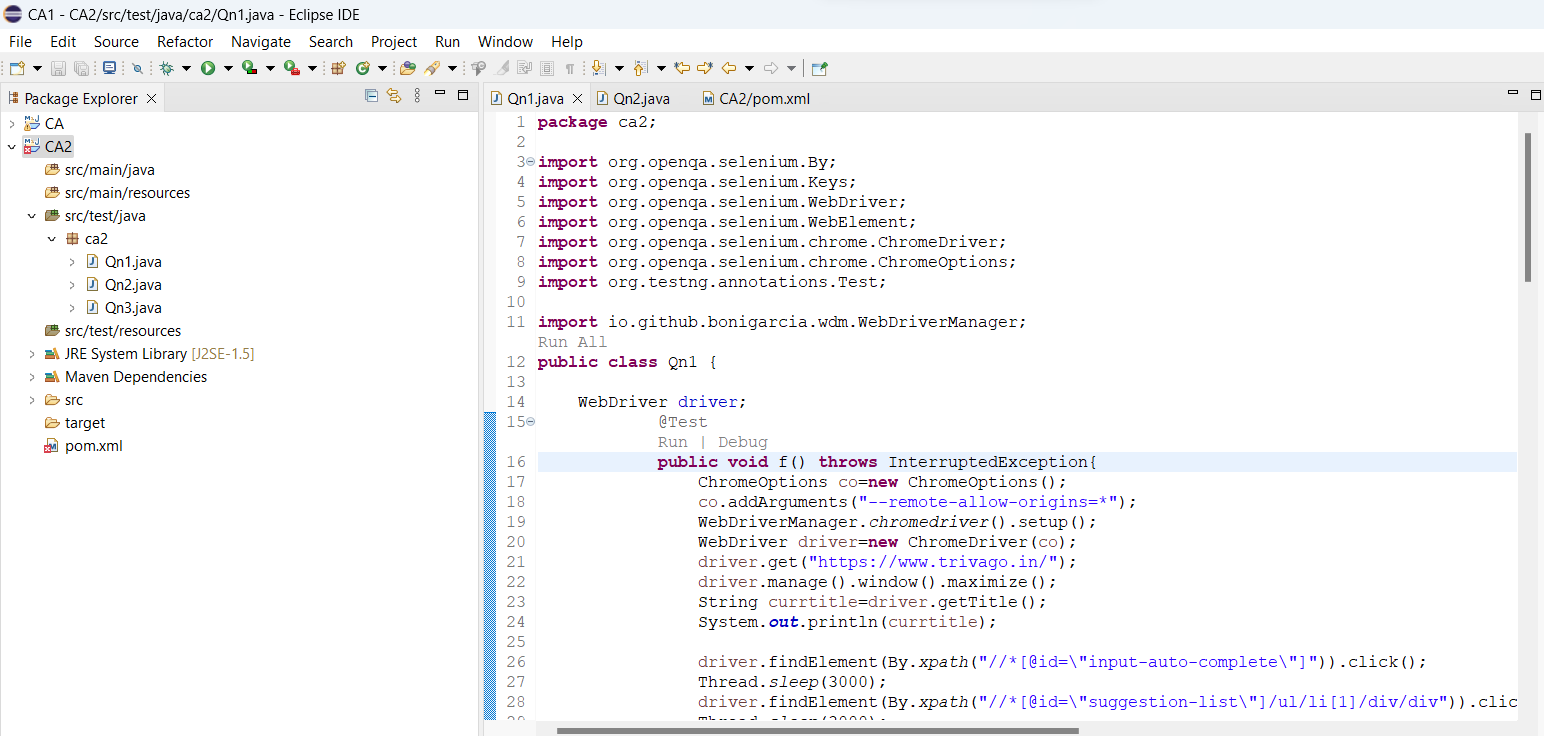 CA1 - CA2/src/test/java/ca2/Qn1.java - Eclipse IDE
File Edit Source Refactor Navigate Search Project Run Window Help
Package Explorer
CA
CA2
src/main/java
src/main/resources
src/test/java
ca2
Qn1.java
Qn2.java
Qn3.java
src/test/resources
JRE System Library [J2SE-1.5]
Maven Dependencies
src
target
pom.xml
Qn1.java Qn2.java CA2/pom.xml
1 package ca2;
2
3 import org.openqa.selenium.By;
4 import org.openqa.selenium.Keys;
5 import org.openqa.selenium.WebDriver;
6 import org.openqa.selenium.WebElement;
7 import org.openqa.selenium.chrome.ChromeDriver;
8 import org.openqa.selenium.chrome.ChromeOptions;
9 import org.testng.annotations.Test;
10
11 import io.github.bonigarcia.wdm.WebDriverManager;
Run All
12 public class Qn1 {
13
14 WebDriver driver;
15 @Test
Run | Debug
16 public void f() throws InterruptedException{
17 ChromeOptions co=new ChromeOptions();
18 co.addArguments("--remote-allow-origins=*");
19 WebDriverManager.chromedriver().setup();
20 WebDriver driver=new ChromeDriver(co);
21 driver.get("https://www.trivago.in/");
22 driver.manage().window().maximize();
23 String currtitle=driver.getTitle();
24 System.out.println(currtitle);
25
26 driver.findElement(By.xpath("//*[@id=\"input-auto-complete\"]")).click();
27 Thread.sleep(3000);
28 driver.findElement(By.xpath("//*[@id=\"suggestion-list\"]/ul/li[1]/div/div")).clic